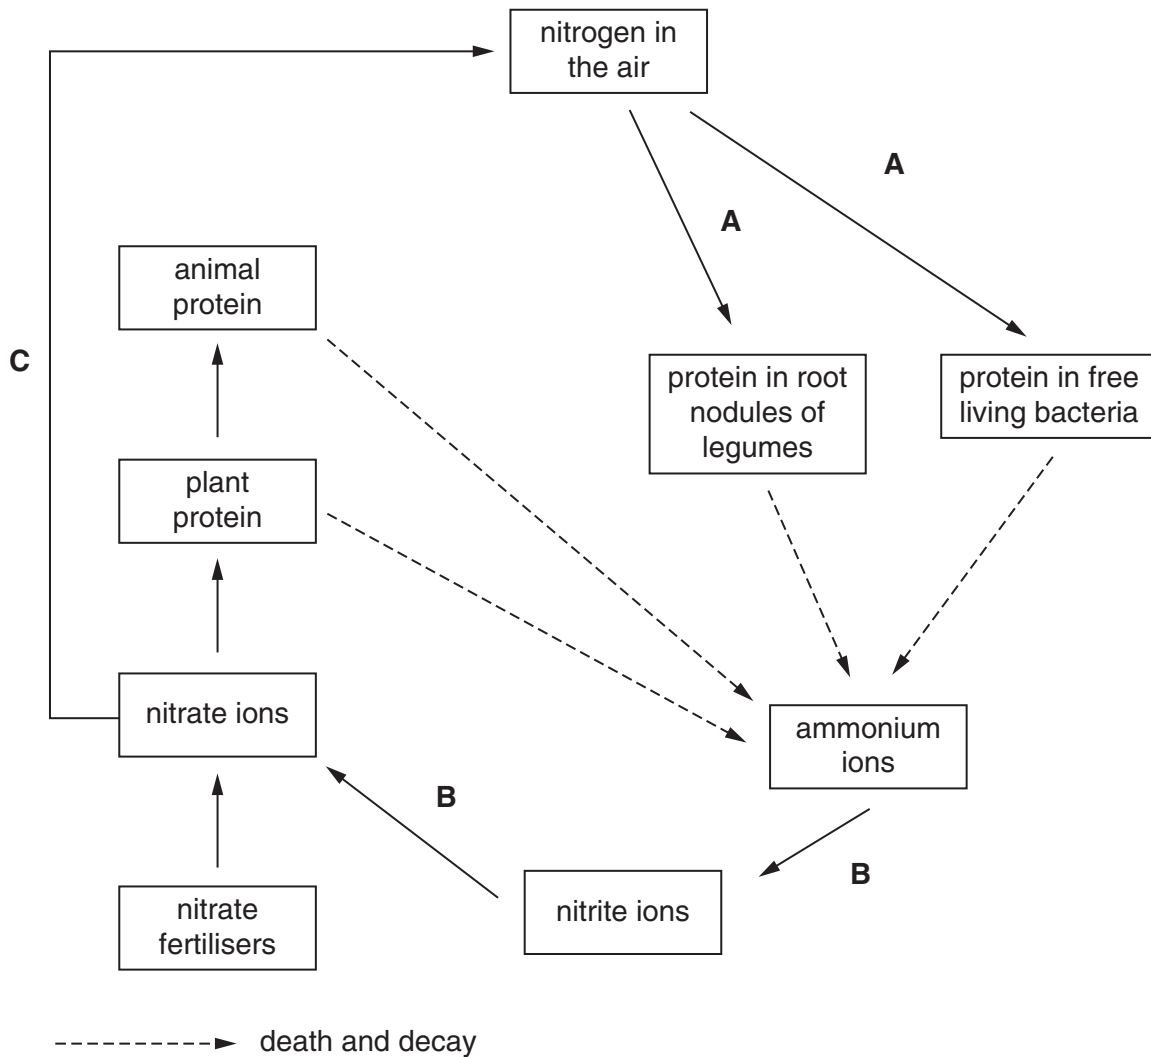 nitrogen in
the air
A
A
animal
protein
C
protein in root
nodules of
legumes
protein in free
living bacteria
plant
protein
nitrate ions
ammonium
ions
B
B
nitrate
fertilisers
nitrite ions
death and decay